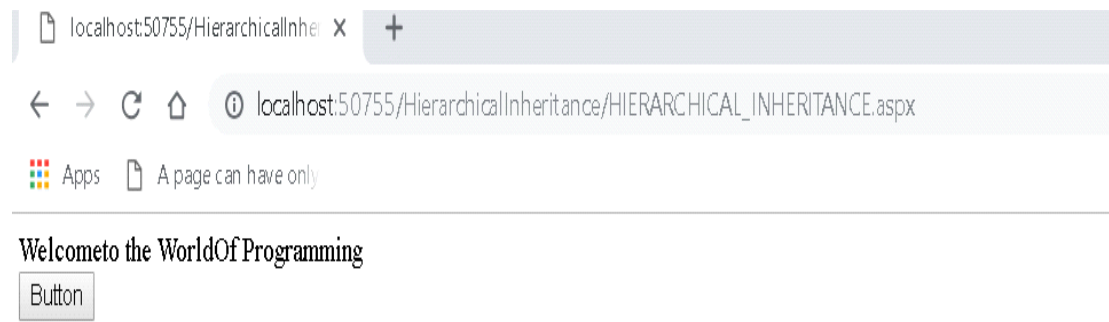 localhost:50755/HierarchicalInhe
localhost:50755/HierarchicalInheritance/HIERARCHICAL_INHERITANCE.aspx
Apps A page can have only
Welcometo the WorldOf Programming
Button